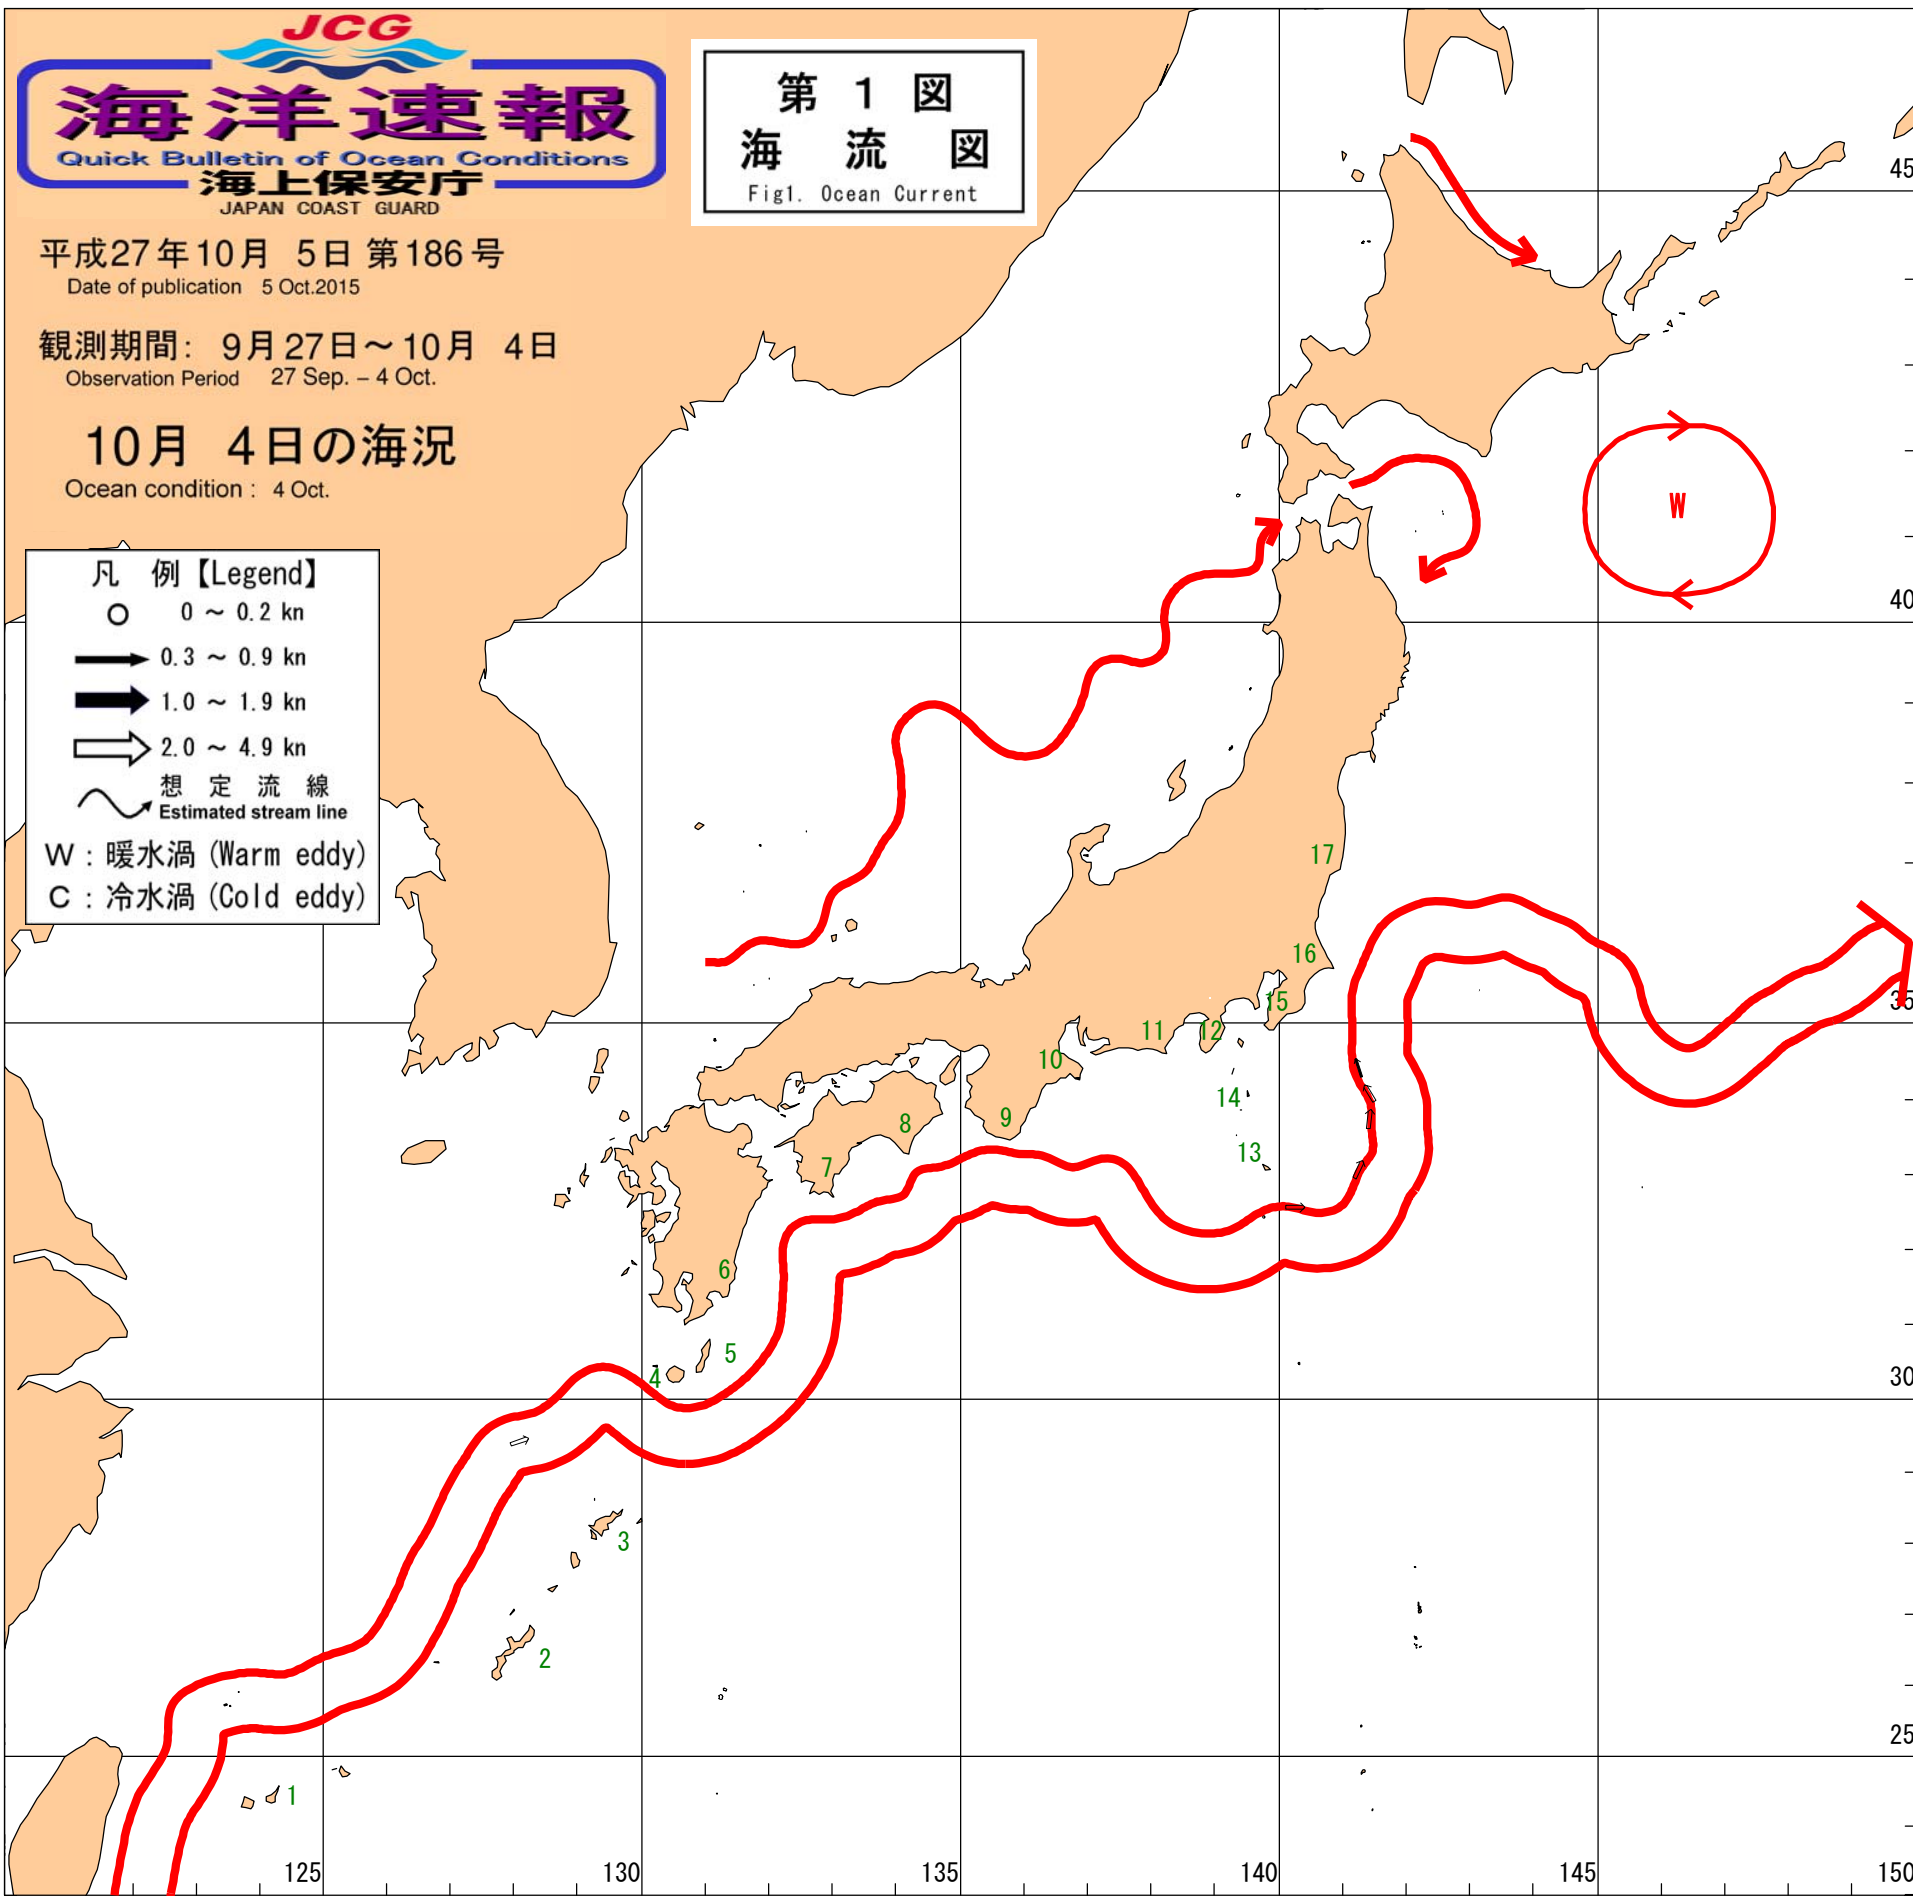 JCG
海洋速報
Quick Bulletin of Ocean Conditions
海上保安庁
JAPAN COAST GUARD
平成27年10月 5日 第186号
Date of publication 5 Oct.2015
観測期間: 9月27日～10月 4日
Observation Period 27 Sep. – 4 Oct.
10月 4日の海況
Ocean condition : 4 Oct.
第 1 図
海 流 図
Fig1. Ocean Current
凡 例【Legend】
0 ～ 0.2 kn
0.3 ～ 0.9 kn
1.0 ～ 1.9 kn
2.0 ～ 4.9 kn
想 定 流 線
Estimated stream line
W : 暖水渦 (Warm eddy)
C : 冷水渦 (Cold eddy)
45
W
40
17
16
15
35
11
12
10
14
9
8
13
7
6
5
4
30
3
2
25
1
125
130
135
140
145
150